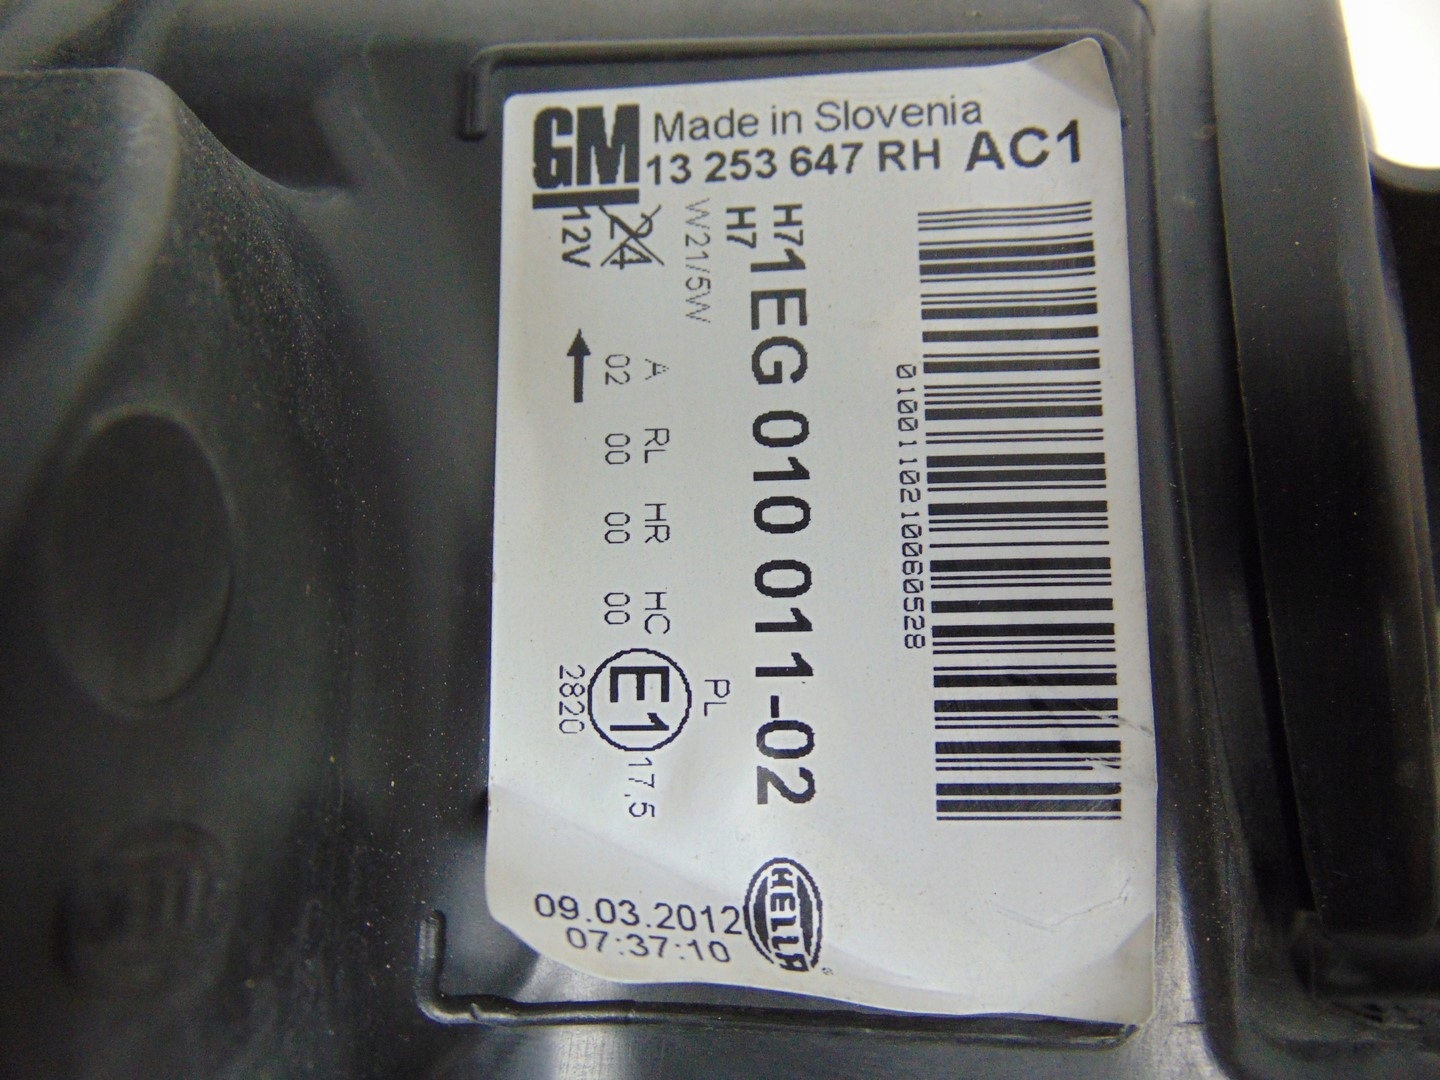 GM Made in Slovenia
13 253 647 RH AC1
12V
24
H7
H7
W21/5W
1EG 010 011-02
A RL HR HC
02 00 00 00
E1
2820
17,5
PL
0100110210060528
HELLA
®
09.03.2012
07:37:10